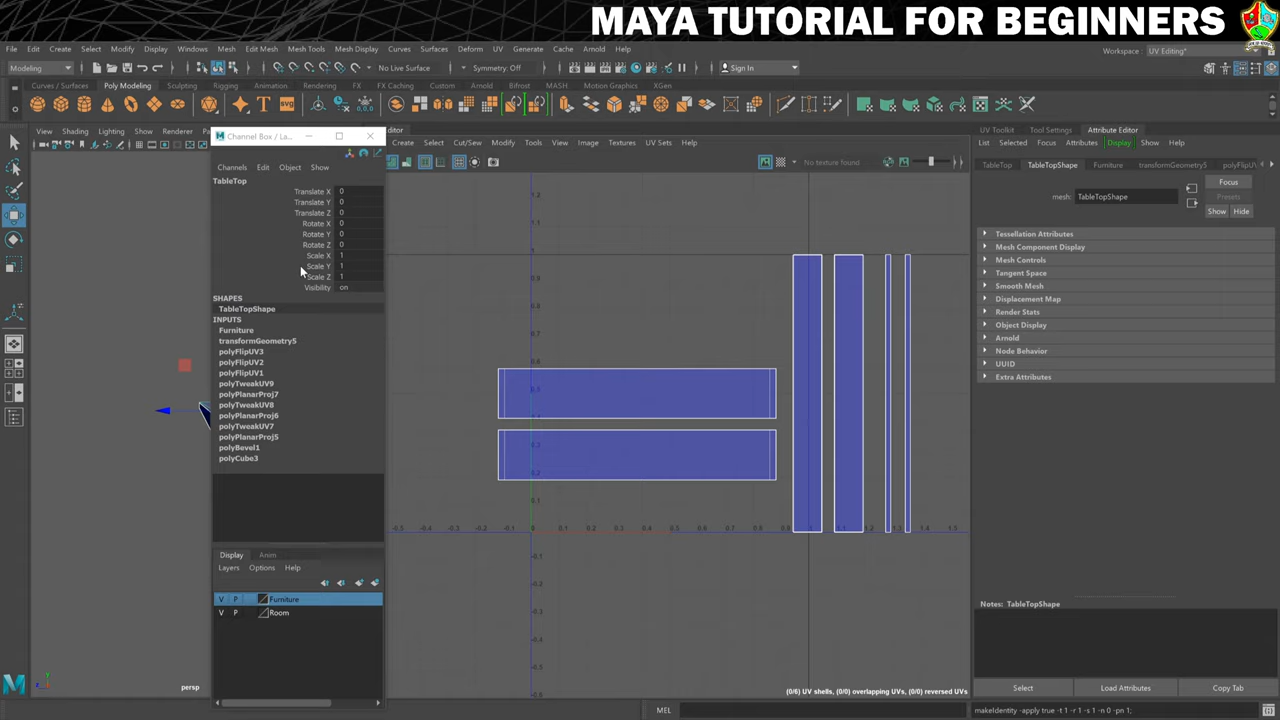 MAYA TUTORIAL FOR BEGINNERS
File Edit Create Select Modify Display Windows Mesh Edit Mesh Mesh Tools Mesh Display Curves Surfaces Deform UV Generate Cache Arnold Help
Workspace : UV Editing*
Modeling No Live Surface Symmetry: Off Sign In
Curves / Surfaces Poly Modeling Sculpting Rigging FX FX Caching Custom Arnold Bifrost MASH Motion Graphics XGen
View Shading Lighting Show Renderer
Channel Box / La...
ditor
UV Toolkit Tool Settings Attribute Editor
Create Select Cut/Sew Modify Tools View Image Textures UV Sets Help
List Selected Focus Attributes Display Show Help
No texture found
Channels Edit Object Show
TableTop TableTopShape Furniture transformGeometry5
TableTop
Focus
Presets
Show Hide
mesh: TableTopShape
Translate X 0
Translate Y 0
Translate Z 0
Rotate X 0
Rotate Y 0
Rotate Z 0
Scale X 1
Scale Y 1
Scale Z 1
Visibility on
SHAPES
TableTopShape
INPUTS
Furniture
transformGeometry5
polyFlipUV3
polyFlipUV2
polyFlipUV1
polyTweakUV9
polyPlanarProj7
polyTweakUV8
polyPlanarProj6
polyTweakUV7
polyPlanarProj5
polyBevel1
polyCube3
Tessellation Attributes
Mesh Component Display
Mesh Controls
Tangent Space
Smooth Mesh
Displacement Map
Render Stats
Object Display
Arnold
Node Behavior
UUID
Extra Attributes
Display Anim
Layers Options Help
V P Furniture
V P Room
Notes: TableTopShape
persp
(0/6) UV shells, (0/0) overlapping UVs, (0/0) reversed UVs
Select Load Attributes Copy Tab
MEL
makeIdentity -apply true -t 1 -r 1 -s 1 -n 0 -pn 1;